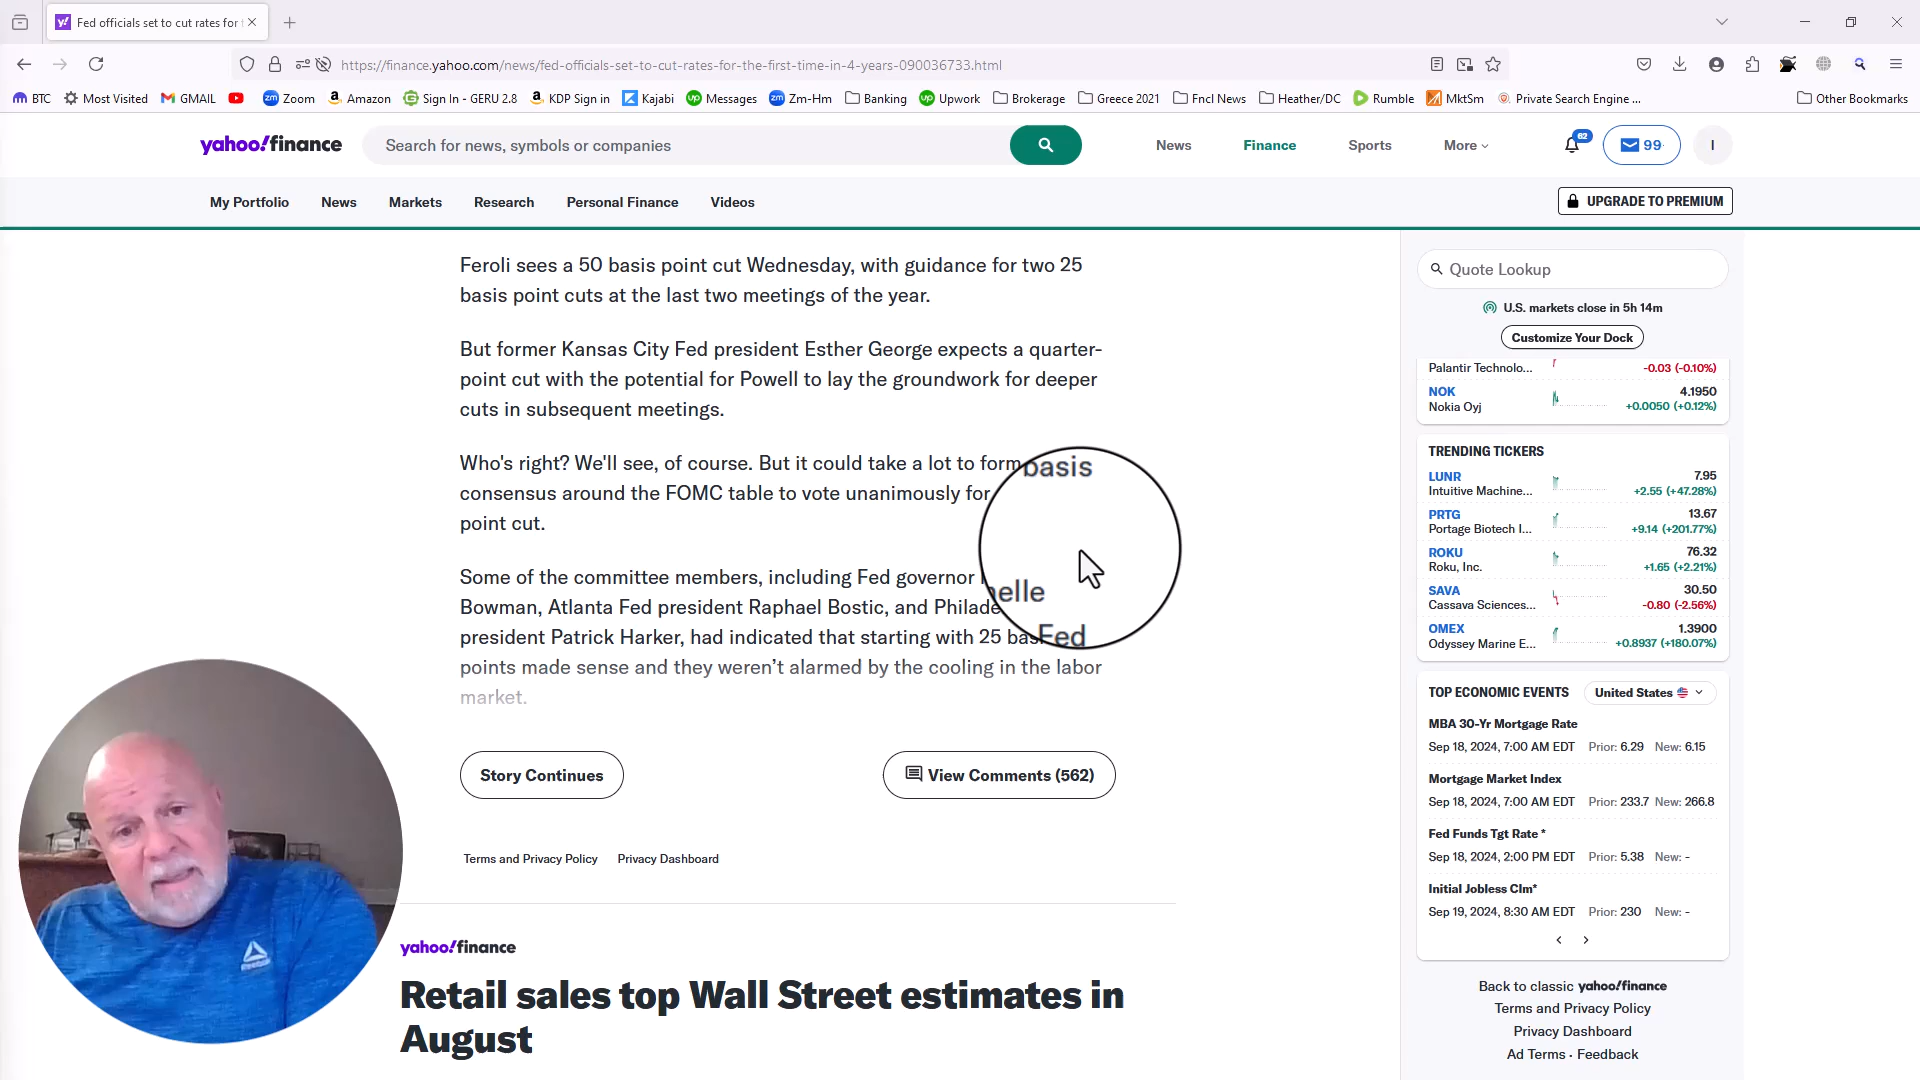 Fed officials set to cut rates for
https://finance.yahoo.com/news/fed-officials-set-to-cut-rates-for-the-first-time-in-4-years-090036733.html
BTC Most Visited GMAIL Zoom Amazon Sign In - GERU 2.8 KDP Sign in Kajabi Messages Zm-Hm Banking Upwork Brokerage Greece 2021 Fncl News Heather/DC Rumble MktSm Private Search Engine ... Other Bookmarks
yahoo!finance Search for news, symbols or companies News Finance Sports More 62 99 I
My Portfolio News Markets Research Personal Finance Videos UPGRADE TO PREMIUM
Feroli sees a 50 basis point cut Wednesday, with guidance for two 25
basis point cuts at the last two meetings of the year.
But former Kansas City Fed president Esther George expects a quarter-
point cut with the potential for Powell to lay the groundwork for deeper
cuts in subsequent meetings.
Who's right? We'll see, of course. But it could take a lot to form basis
consensus around the FOMC table to vote unanimously for
point cut.
Some of the committee members, including Fed governor elle
Bowman, Atlanta Fed president Raphael Bostic, and Philade
president Patrick Harker, had indicated that starting with 25 bas Fed
points made sense and they weren’t alarmed by the cooling in the labor
market.
Story Continues View Comments (562)
Terms and Privacy Policy Privacy Dashboard
yahoo!finance
Retail sales top Wall Street estimates in
August
Quote Lookup
U.S. markets close in 5h 14m
Customize Your Dock
Palantir Technolo... -0.03 (-0.10%)
NOK 4.1950
Nokia Oyj +0.0050 (+0.12%)
TRENDING TICKERS
LUNR 7.95
Intuitive Machine... +2.55 (+47.28%)
PRTG 13.67
Portage Biotech I... +9.14 (+201.77%)
ROKU 76.32
Roku, Inc. +1.65 (+2.21%)
SAVA 30.50
Cassava Sciences... -0.80 (-2.56%)
OMEX 1.3900
Odyssey Marine E... +0.8937 (+180.07%)
TOP ECONOMIC EVENTS United States
MBA 30-Yr Mortgage Rate
Sep 18, 2024, 7:00 AM EDT Prior: 6.29 New: 6.15
Mortgage Market Index
Sep 18, 2024, 7:00 AM EDT Prior: 233.7 New: 266.8
Fed Funds Tgt Rate *
Sep 18, 2024, 2:00 PM EDT Prior: 5.38 New: -
Initial Jobless Clm*
Sep 19, 2024, 8:30 AM EDT Prior: 230 New: -
Back to classic yahoo!finance
Terms and Privacy Policy
Privacy Dashboard
Ad Terms • Feedback